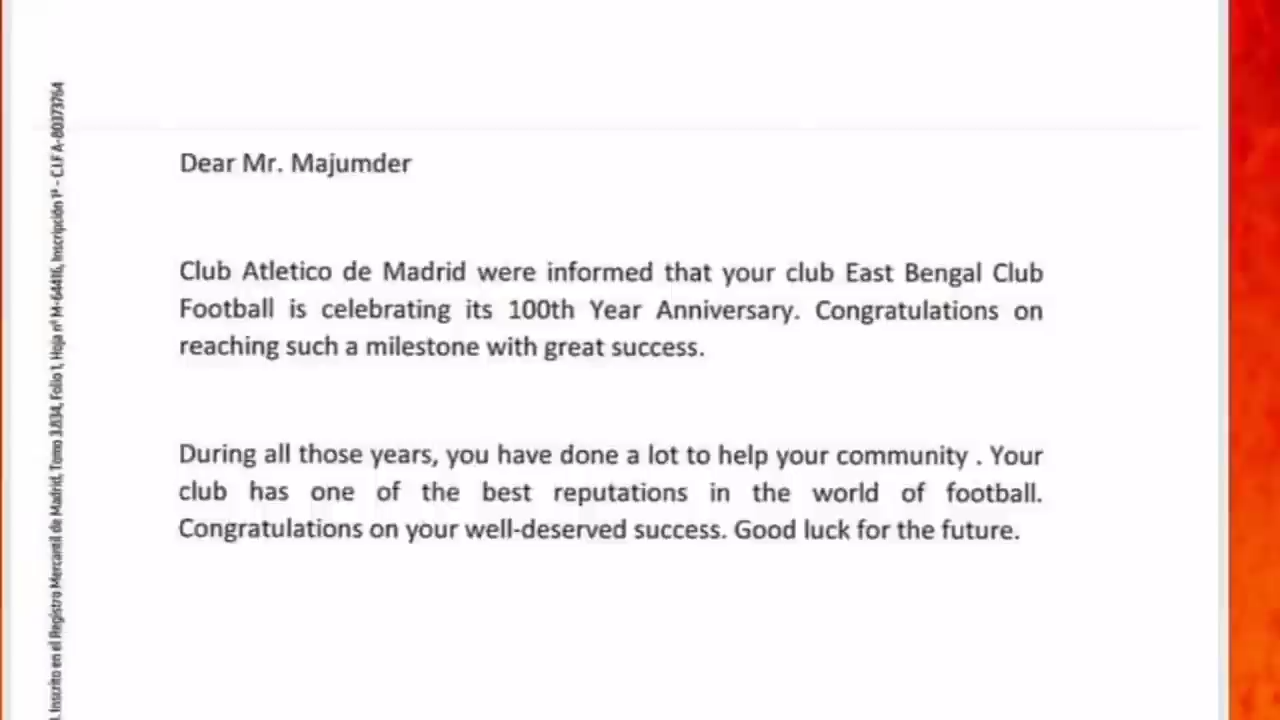 Dear Mr. Majumder
Club Atletico de Madrid were informed that your club East Bengal Club
Football is celebrating its 100th Year Anniversary. Congratulations on
reaching such a milestone with great success.
During all those years, you have done a lot to help your community . Your
club has one of the best reputations in the world of football.
Congratulations on your well-deserved success. Good luck for the future.
Inscrito en el Registro Mercantil de Madrid, Tomo 3.834, Folio 1, Hoja nº M-64416, Inscripción 1ª - C.I.F A-80373764